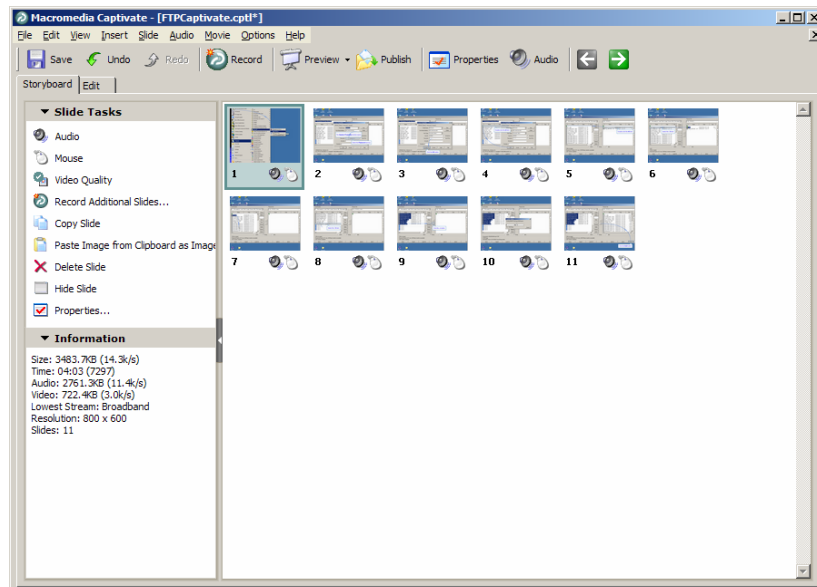 Macromedia Captivate - [FTPCaptivate.cptl*]
File Edit View Insert Slide Audio Movie Options Help
Save Undo Redo Record Preview Publish Properties Audio
Storyboard Edit
Slide Tasks
Audio
Mouse
Video Quality
Record Additional Slides...
Copy Slide
Paste Image from Clipboard as Image
Delete Slide
Hide Slide
Properties...
Information
Size: 3483.7KB (14.3k/s)
Time: 04:03 (7297)
Audio: 2761.3KB (11.4k/s)
Video: 722.4KB (3.0k/s)
Lowest Stream: Broadband
Resolution: 800 x 600
Slides: 11
1 2 3 4 5 6
7 8 9 10 11